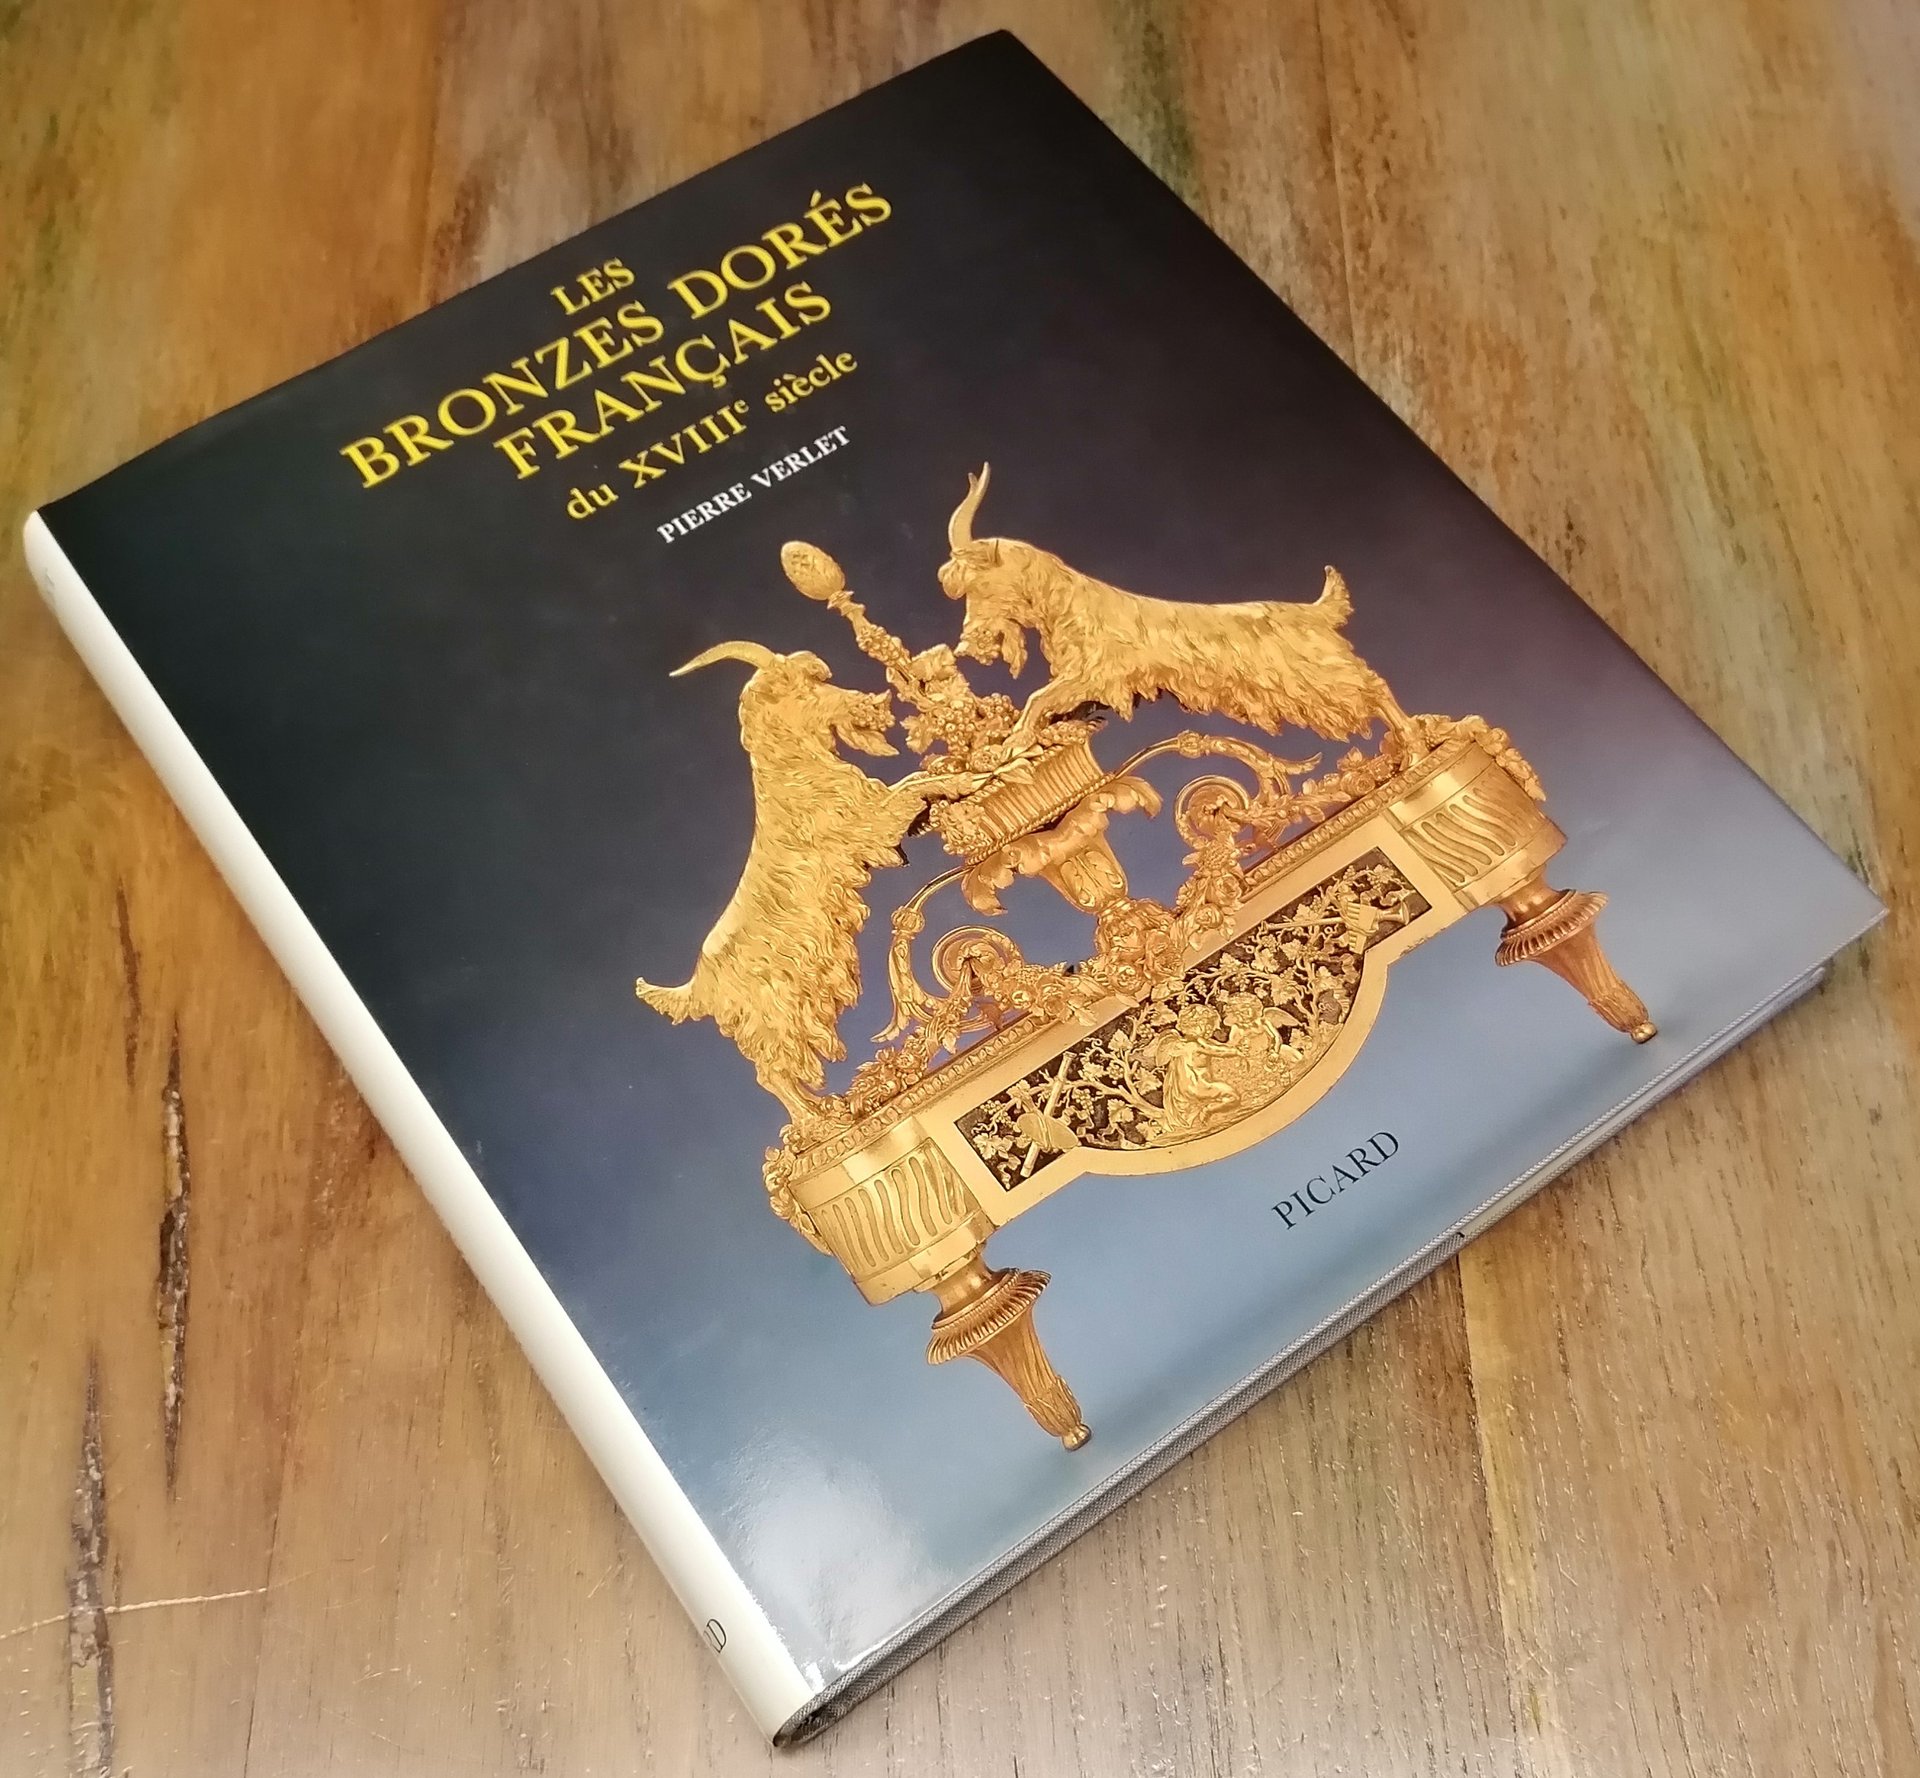 LES
BRONZES DORÉS
FRANÇAIS
du XVIIIe siècle
PIERRE VERLET
PICARD